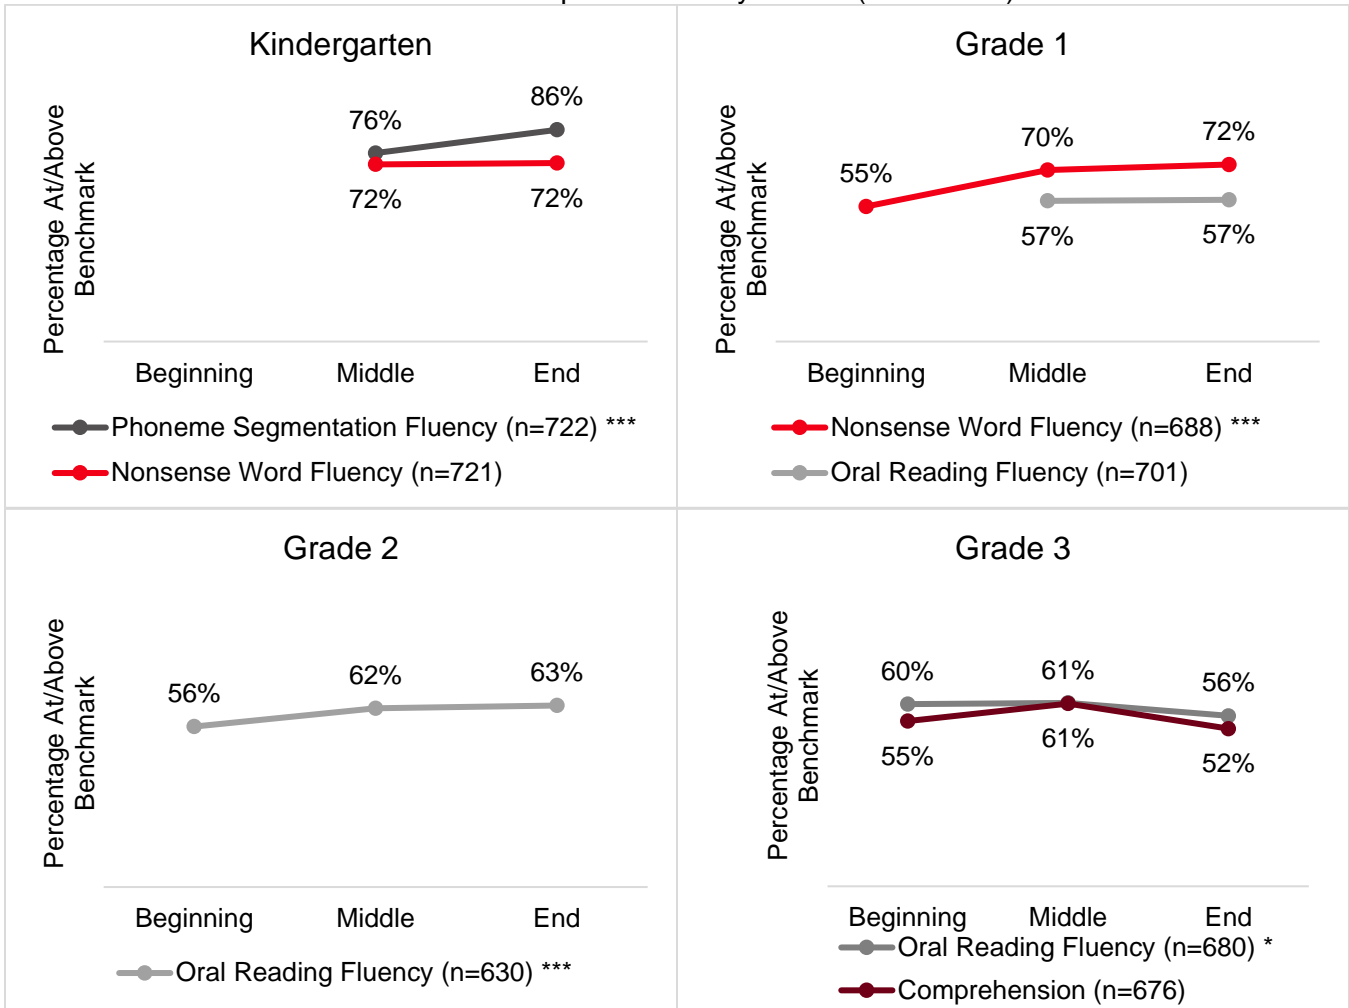 Kindergarten
Percentage At/Above
Benchmark
76%
86%
72%
72%
Beginning
Middle
End
Phoneme Segmentation Fluency (n=722) ***
Nonsense Word Fluency (n=721)
Grade 1
Percentage At/Above
Benchmark
55%
70%
72%
57%
57%
Beginning
Middle
End
Nonsense Word Fluency (n=688) ***
Oral Reading Fluency (n=701)
Grade 2
Percentage At/Above
Benchmark
56%
62%
63%
Beginning
Middle
End
Oral Reading Fluency (n=630) ***
Grade 3
Percentage At/Above
Benchmark
60%
61%
56%
55%
61%
52%
Beginning
Middle
End
Oral Reading Fluency (n=680) *
Comprehension (n=676)